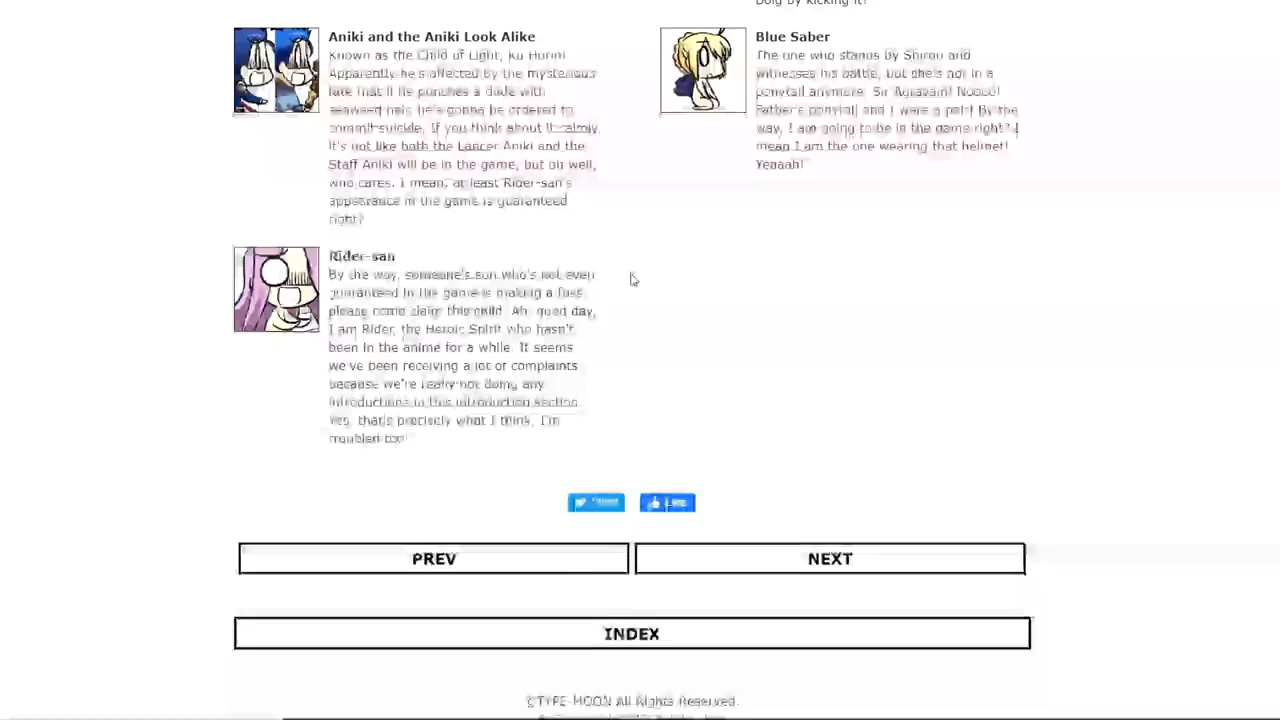 Doig by kicking it!
Aniki and the Aniki Look Alike
Known as the Child of Light, Ku Hurin!
Apparently he's affected by the mysterious
fate that if he punches a dude with
seaweed hair, he's gonna be ordered to
commit suicide. If you think about it calmly,
it's not like both the Lancer Aniki and the
Staff Aniki will be in the game, but oh well,
who cares. I mean, at least Rider-san's
appearance in the game is guaranteed
right?
Blue Saber
The one who stands by Shirou and
witnesses his battle, but she's not in a
ponytail anymore. Sir Agravain! Noooo!
Father's ponytail and I were a pair! By the
way, I am going to be in the game right? I
mean I am the one wearing that helmet!
Yeaaah!
Rider-san
By the way, someone's son who's not even
guaranteed in the game is making a fuss,
please come claim this child. Ah, good day,
I am Rider, the Heroic Spirit who hasn't
been in the anime for a while. It seems
we've been receiving a lot of complaints
because we're really not doing any
introductions in this introduction section.
Yes, that's precisely what I think, I'm
troubled too!
Tweet
Like
PREV
NEXT
INDEX
©TYPE-MOON All Rights Reserved.